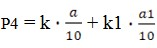 P4 = k · a/10 + k1 · a1/10